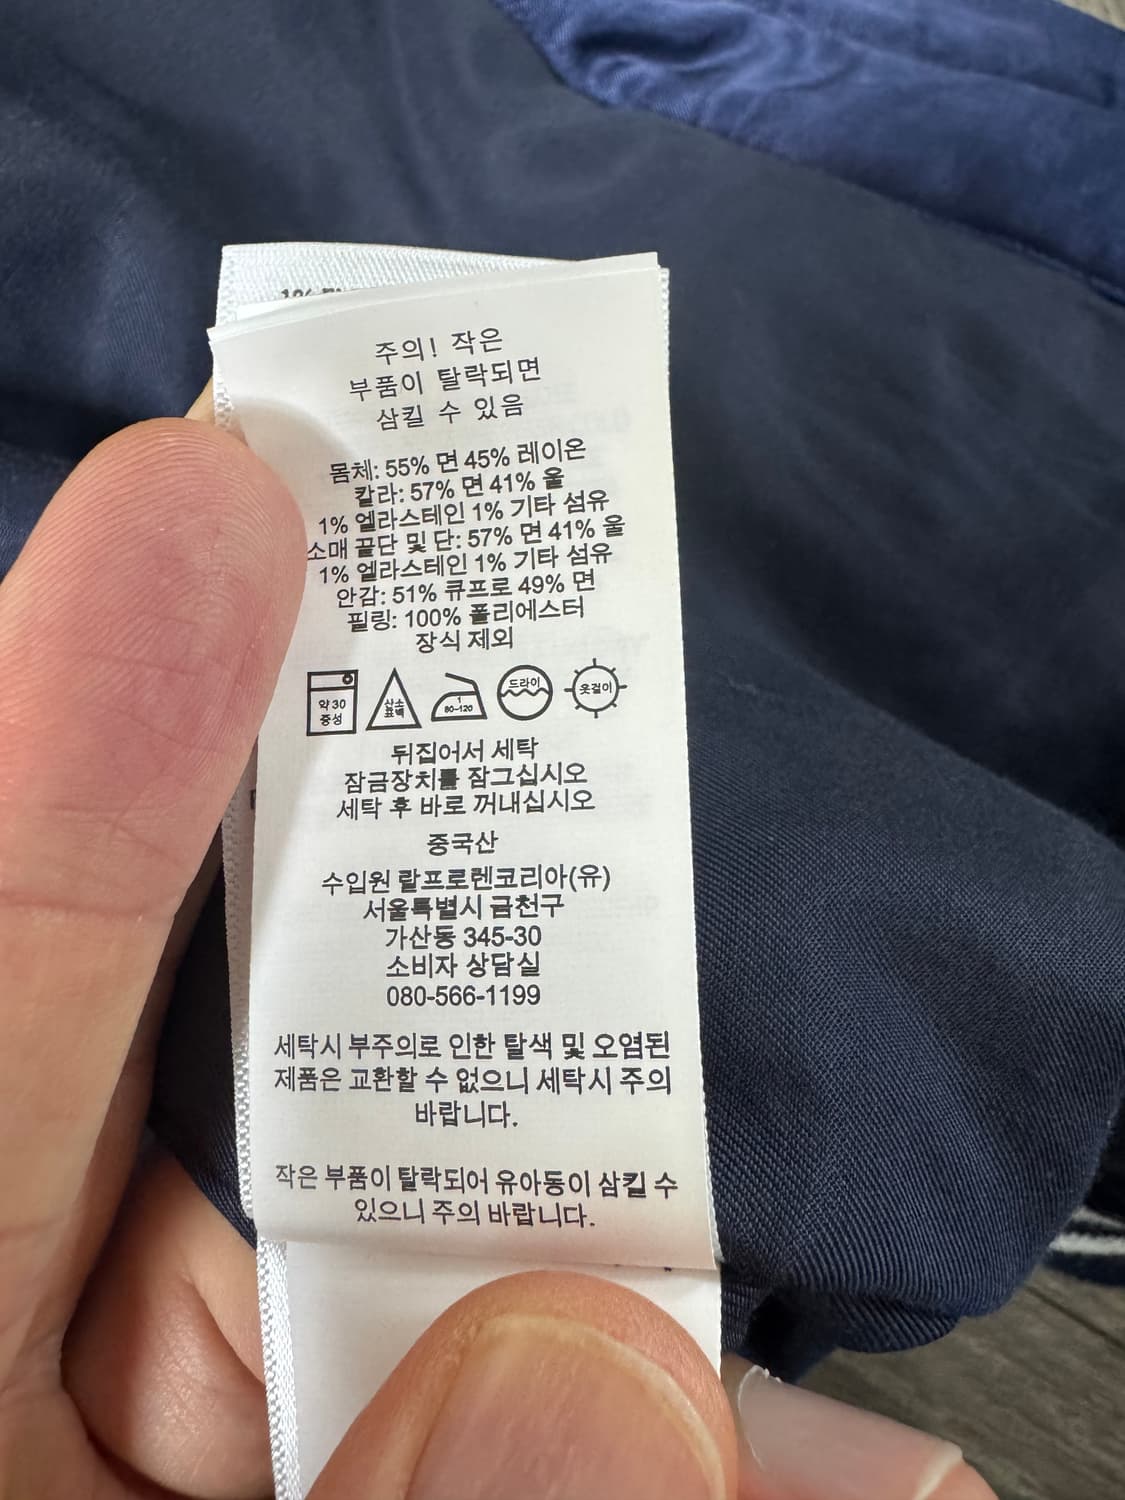 주의! 작은
부품이 탈락되면
삼킬 수 있음
몸체: 55% 면 45% 레이온
칼라: 57% 면 41% 울
1% 엘라스테인 1% 기타 섬유
소매 끝단 및 단: 57% 면 41% 울
1% 엘라스테인 1% 기타 섬유
안감: 51% 큐프로 49% 면
필링: 100% 폴리에스터
장식 제외
약 30
중성
산소
표백
1
80-120
드라이
옷걸이
뒤집어서 세탁
잠금장치를 잠그십시오
세탁 후 바로 꺼내십시오
중국산
수입원 랄프로렌코리아(유)
서울특별시 금천구
가산동 345-30
소비자 상담실
080-566-1199
세탁시 부주의로 인한 탈색 및 오염된
제품은 교환할 수 없으니 세탁시 주의
바랍니다.
작은 부품이 탈락되어 유아동이 삼킬 수
있으니 주의 바랍니다.